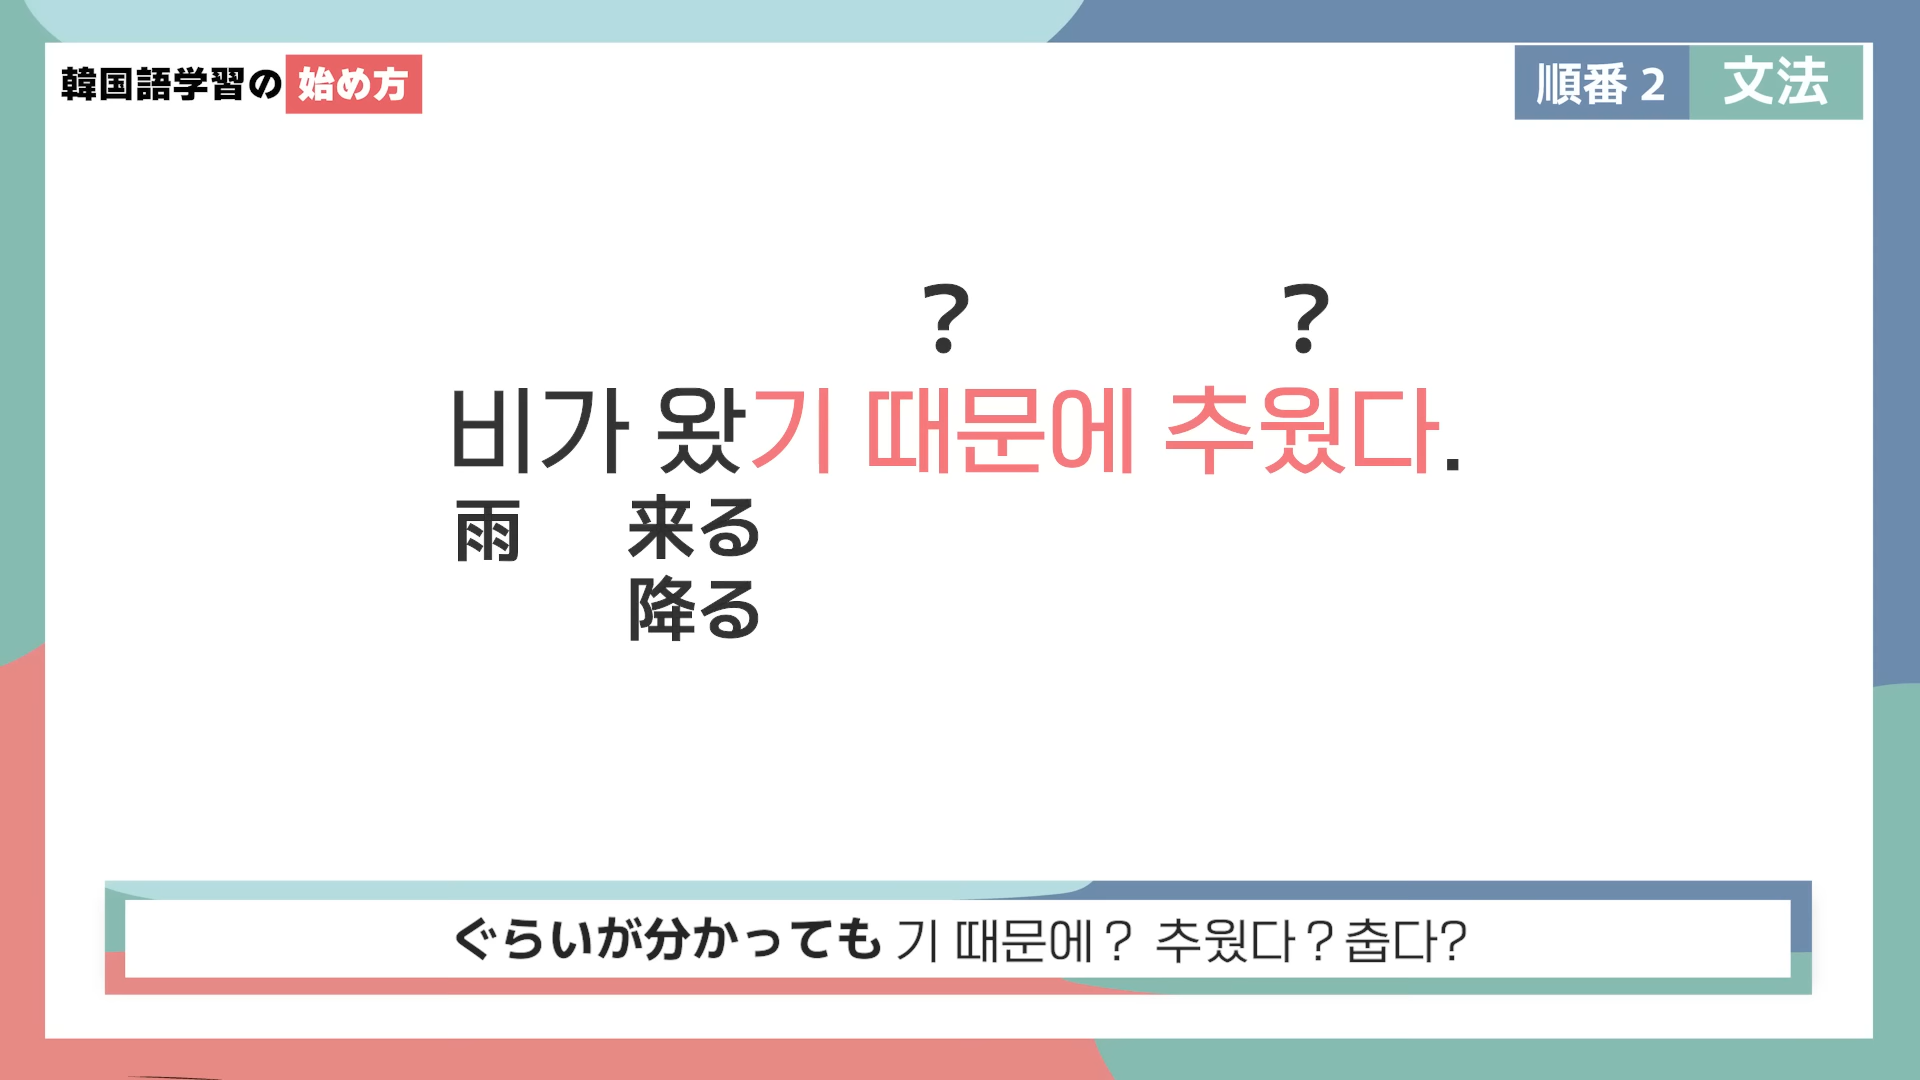 韓国語学習の 始め方
順番 2 文法
? ?
비가 왔기 때문에 추웠다.
雨 来る
降る
ぐらいが分かっても 기 때문에？ 추웠다？춥다?